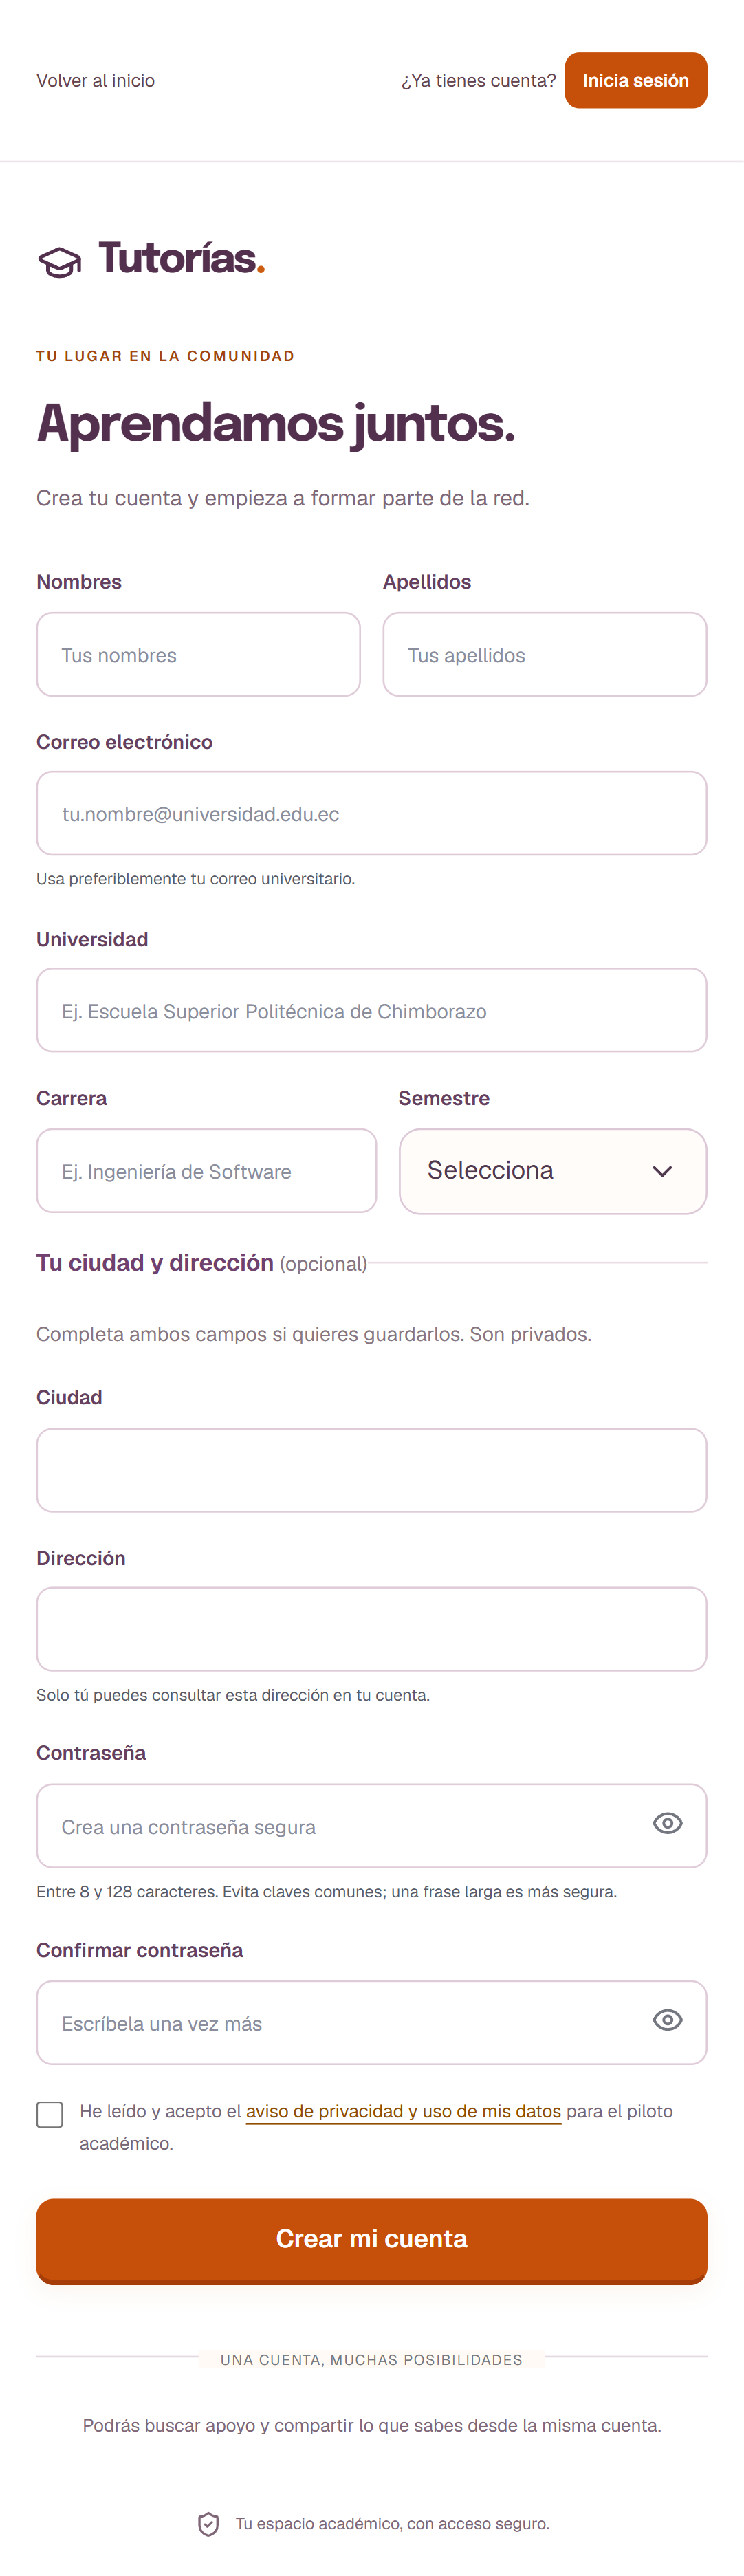 Volver al inicio
¿Ya tienes cuenta? Inicia sesión
Tutorías.
TU LUGAR EN LA COMUNIDAD
Aprendamos juntos.
Crea tu cuenta y empieza a formar parte de la red.
Nombres
Apellidos
Tus nombres
Tus apellidos
Correo electrónico
tu.nombre@universidad.edu.ec
Usa preferiblemente tu correo universitario.
Universidad
Ej. Escuela Superior Politécnica de Chimborazo
Carrera
Semestre
Ej. Ingeniería de Software
Selecciona
Tu ciudad y dirección (opcional)
Completa ambos campos si quieres guardarlos. Son privados.
Ciudad
Dirección
Solo tú puedes consultar esta dirección en tu cuenta.
Contraseña
Crea una contraseña segura
Entre 8 y 128 caracteres. Evita claves comunes; una frase larga es más segura.
Confirmar contraseña
Escríbela una vez más
He leído y acepto el aviso de privacidad y uso de mis datos para el piloto
académico.
Crear mi cuenta
UNA CUENTA, MUCHAS POSIBILIDADES
Podrás buscar apoyo y compartir lo que sabes desde la misma cuenta.
Tu espacio académico, con acceso seguro.